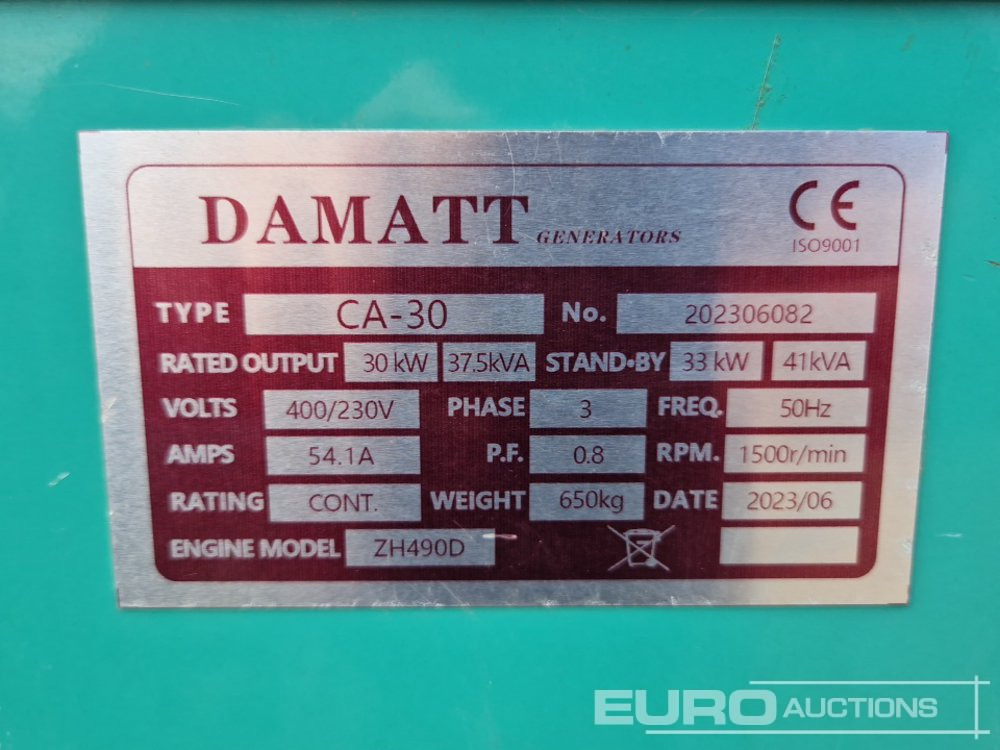 DAMATT GENERATORS
CE
ISO9001
TYPE CA-30 No. 202306082
RATED OUTPUT 30 kW 37.5kVA STAND•BY 33 kW 41kVA
VOLTS 400/230V PHASE 3 FREQ. 50Hz
AMPS 54.1A P.F. 0.8 RPM. 1500r/min
RATING CONT. WEIGHT 650kg DATE 2023/06
ENGINE MODEL ZH490D
EURO AUCTIONS